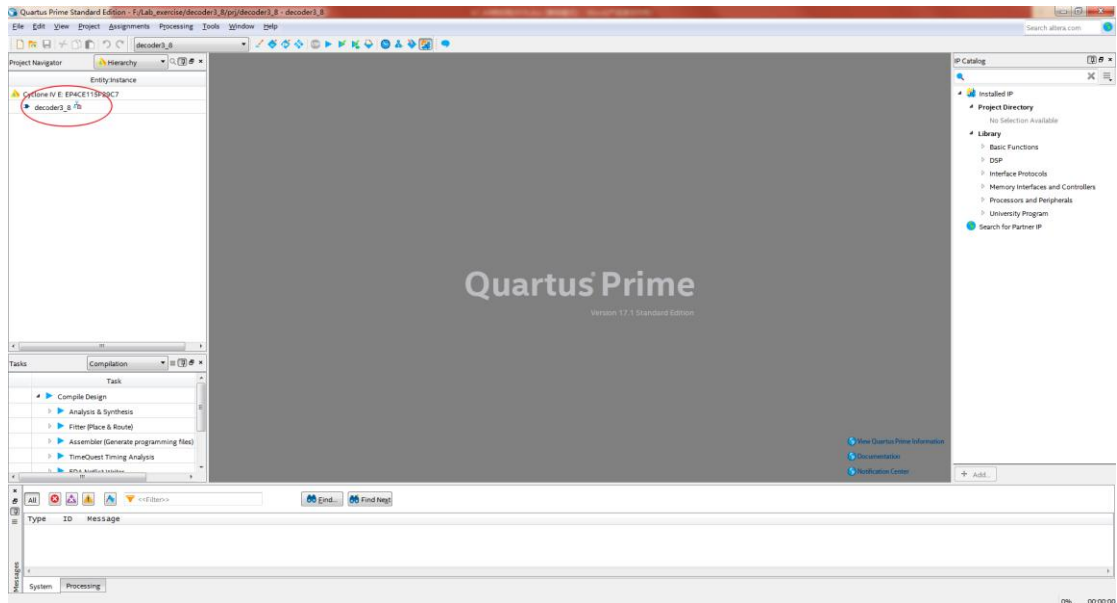 Quartus Prime Standard Edition - F:/Lab_exercise/decoder3_8/prj/decoder3_8 - decoder3_8
File Edit View Project Assignments Processing Tools Window Help
Search altera.com
decoder3_8
Project Navigator
Hierarchy
Entity:Instance
Cyclone IV E: EP4CE115F29C7
decoder3_8
IP Catalog
Installed IP
Project Directory
No Selection Available
Library
Basic Functions
DSP
Interface Protocols
Memory Interfaces and Controllers
Processors and Peripherals
University Program
Search for Partner IP
+ Add...
Quartus Prime
Version 17.1 Standard Edition
View Quartus Prime Information
Documentation
Notification Center
Tasks
Compilation
Task
Compile Design
Analysis & Synthesis
Fitter (Place & Route)
Assembler (Generate programming files)
TimeQuest Timing Analysis
EDA Netlist Writer
All
<<Filter>>
Find...
Find Next
Type ID Message
Messages
System Processing
0% 00:00:00